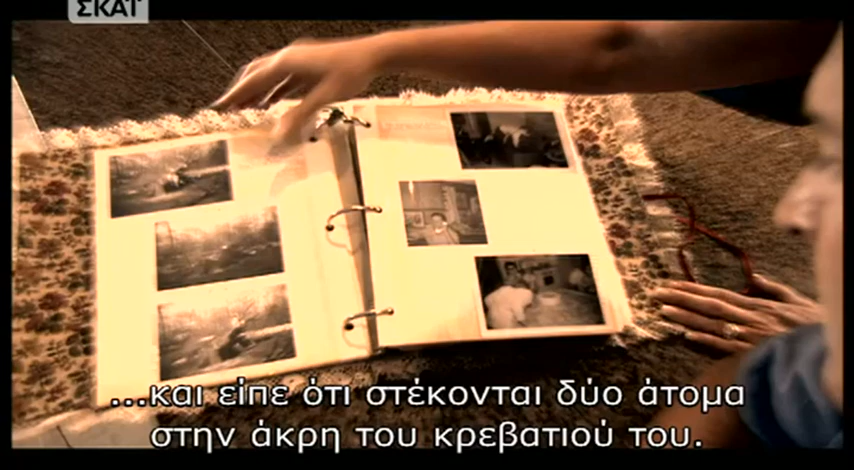 ΣΚΑΪ
...και είπε ότι στέκονται δύο άτομα
στην άκρη του κρεβατιού του.